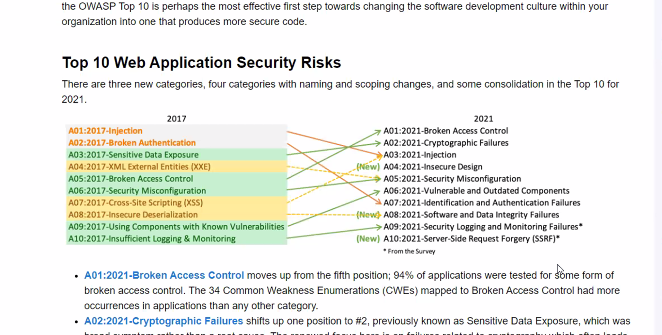 the OWASP Top 10 is perhaps the most effective first step towards changing the software development culture within your
organization into one that produces more secure code.
Top 10 Web Application Security Risks
There are three new categories, four categories with naming and scoping changes, and some consolidation in the Top 10 for
2021.
2017
A01:2017-Injection
A02:2017-Broken Authentication
A03:2017-Sensitive Data Exposure
A04:2017-XML External Entities (XXE)
A05:2017-Broken Access Control
A06:2017-Security Misconfiguration
A07:2017-Cross-Site Scripting (XSS)
A08:2017-Insecure Deserialization
A09:2017-Using Components with Known Vulnerabilities
A10:2017-Insufficient Logging & Monitoring
2021
A01:2021-Broken Access Control
A02:2021-Cryptographic Failures
A03:2021-Injection
(New) A04:2021-Insecure Design
A05:2021-Security Misconfiguration
A06:2021-Vulnerable and Outdated Components
A07:2021-Identification and Authentication Failures
(New) A08:2021-Software and Data Integrity Failures
A09:2021-Security Logging and Monitoring Failures*
(New) A10:2021-Server-Side Request Forgery (SSRF)*
* From the Survey
• A01:2021-Broken Access Control moves up from the fifth position; 94% of applications were tested for some form of
broken access control. The 34 Common Weakness Enumerations (CWEs) mapped to Broken Access Control had more
occurrences in applications than any other category.
• A02:2021-Cryptographic Failures shifts up one position to #2, previously known as Sensitive Data Exposure, which was